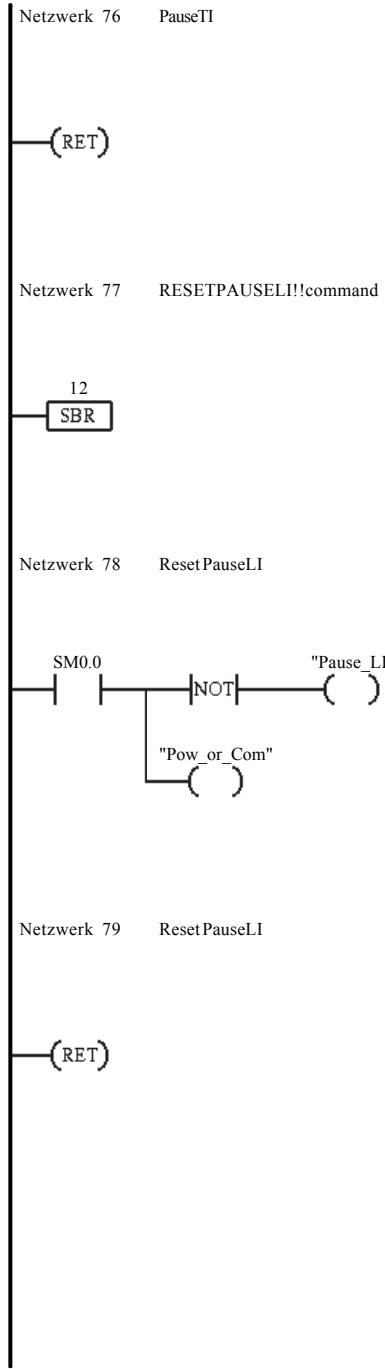 Netzwerk 76 PauseTI
(RET)
Netzwerk 77 RESETPAUSELI!!command
12
SBR
Netzwerk 78 Reset PauseLI
SM0.0
NOT
"Pause_LI
"Pow_or_Com"
Netzwerk 79 Reset PauseLI
(RET)